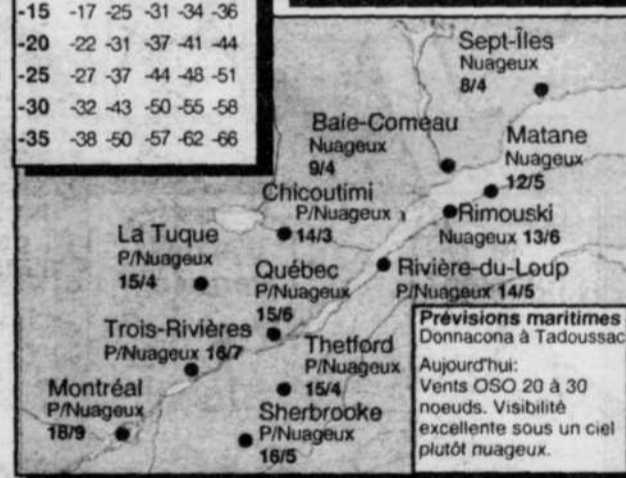 -15 -17 -25 -31 -34 -36
-20 -22 -31 -37 -41 -44
-25 -27 -37 -44 -48 -51
-30 -32 -43 -50 -55 -58
-35 -38 -50 -57 -62 -66
Sept-Îles
Nuageux
8/4
Baie-Comeau
Nuageux
9/4
Matane
Nuageux
12/5
Chicoutimi
P/Nuageux
14/3
Rimouski
Nuageux 13/6
La Tuque
P/Nuageux
15/4
Québec
P/Nuageux
15/6
Rivière-du-Loup
P/Nuageux 14/5
Trois-Rivières
P/Nuageux 16/7
Thetford
P/Nuageux
15/4
Montréal
P/Nuageux
18/9
Sherbrooke
P/Nuageux
16/5
Prévisions maritimes
Donnacona à Tadoussac
Aujourd'hui:
Vents OSO 20 à 30
noeuds. Visibilité
excellente sous un ciel
plutôt nuageux.